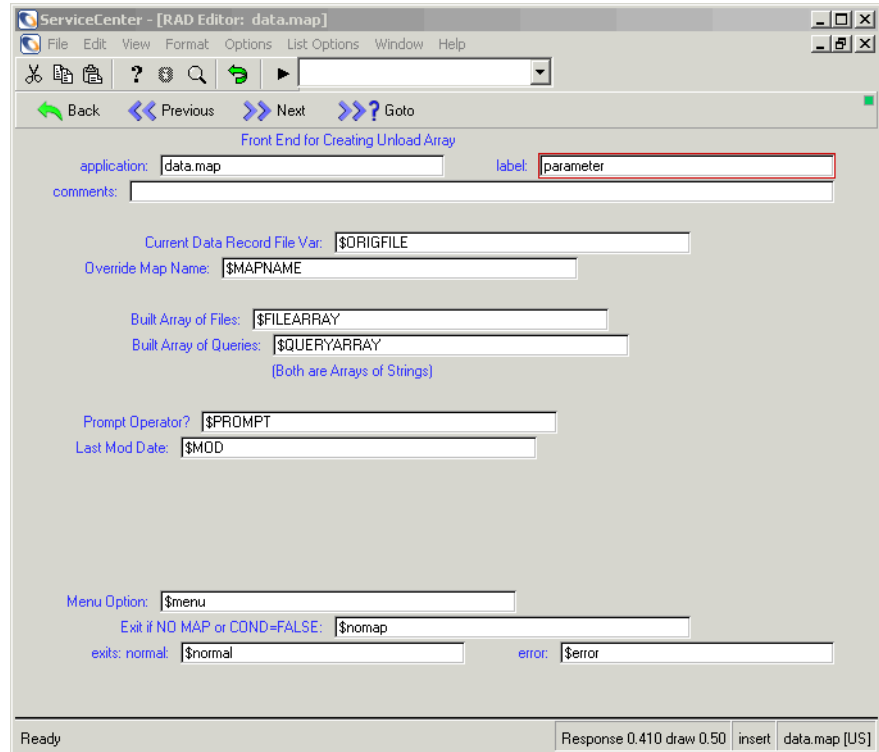 ServiceCenter - [RAD Editor: data.map]
File Edit View Format Options List Options Window Help
Back Previous Next Goto
Front End for Creating Unload Array
application: data.map label: parameter
comments:
Current Data Record File Var: $ORIGFILE
Override Map Name: $MAPNAME
Built Array of Files: $FILEARRAY
Built Array of Queries: $QUERYARRAY
(Both are Arrays of Strings)
Prompt Operator? $PROMPT
Last Mod Date: $MOD
Menu Option: $menu
Exit if NO MAP or COND=FALSE: $nomap
exits: normal: $normal error: $error
Ready Response 0.410 draw 0.50 insert data.map [US]